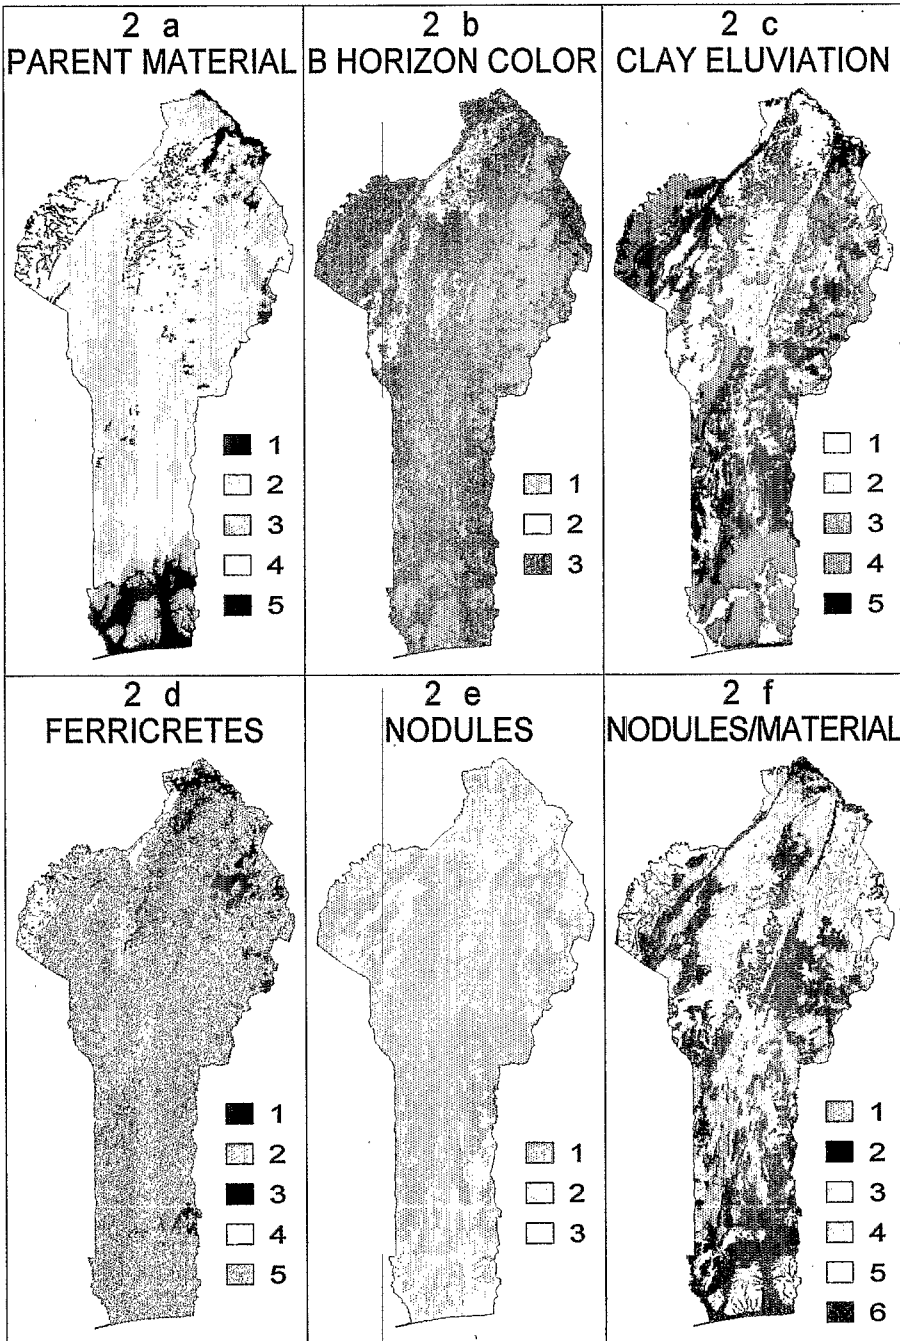 2 a
PARENT MATERIAL
1
2
3
4
5
2 b
B HORIZON COLOR
1
2
3
2 c
CLAY ELUVIATION
1
2
3
4
5
2 d
FERRICRETES
1
2
3
4
5
2 e
NODULES
1
2
3
2 f
NODULES/MATERIAL
1
2
3
4
5
6